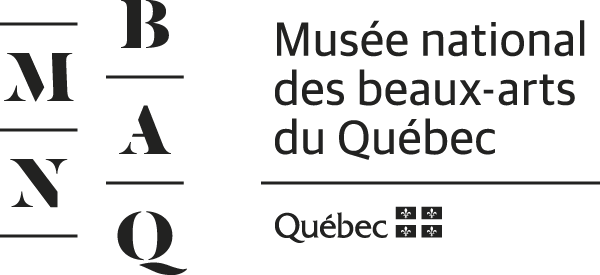 M
N
B
A
Q
Musée national
des beaux-arts
du Québec
Québec